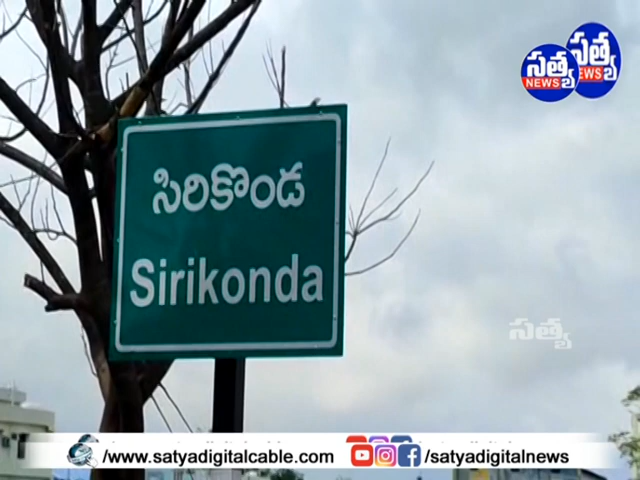 సత్య
NEWS
సత్య
NEWS
సిరికొండ
Sirikonda
సత్య
/www.satyadigitalcable.com
/satyadigitalnews